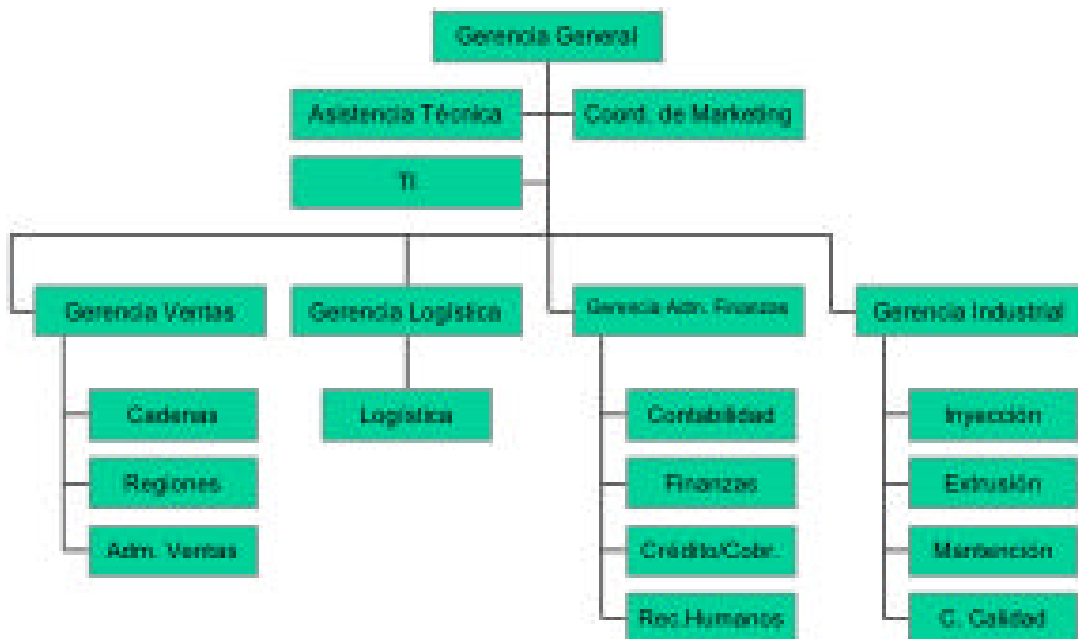 Gerencia General
Asistencia Técnica
Coord. de Marketing
TI
Gerencia Ventas
Gerencia Logística
Gerencia Adm. Finanzas
Gerencia Industrial
Cadenas
Logística
Contabilidad
Inyección
Regiones
Finanzas
Extrusión
Adm. Ventas
Crédito/Cobr.
Mantención
Rec.Humanos
C. Calidad